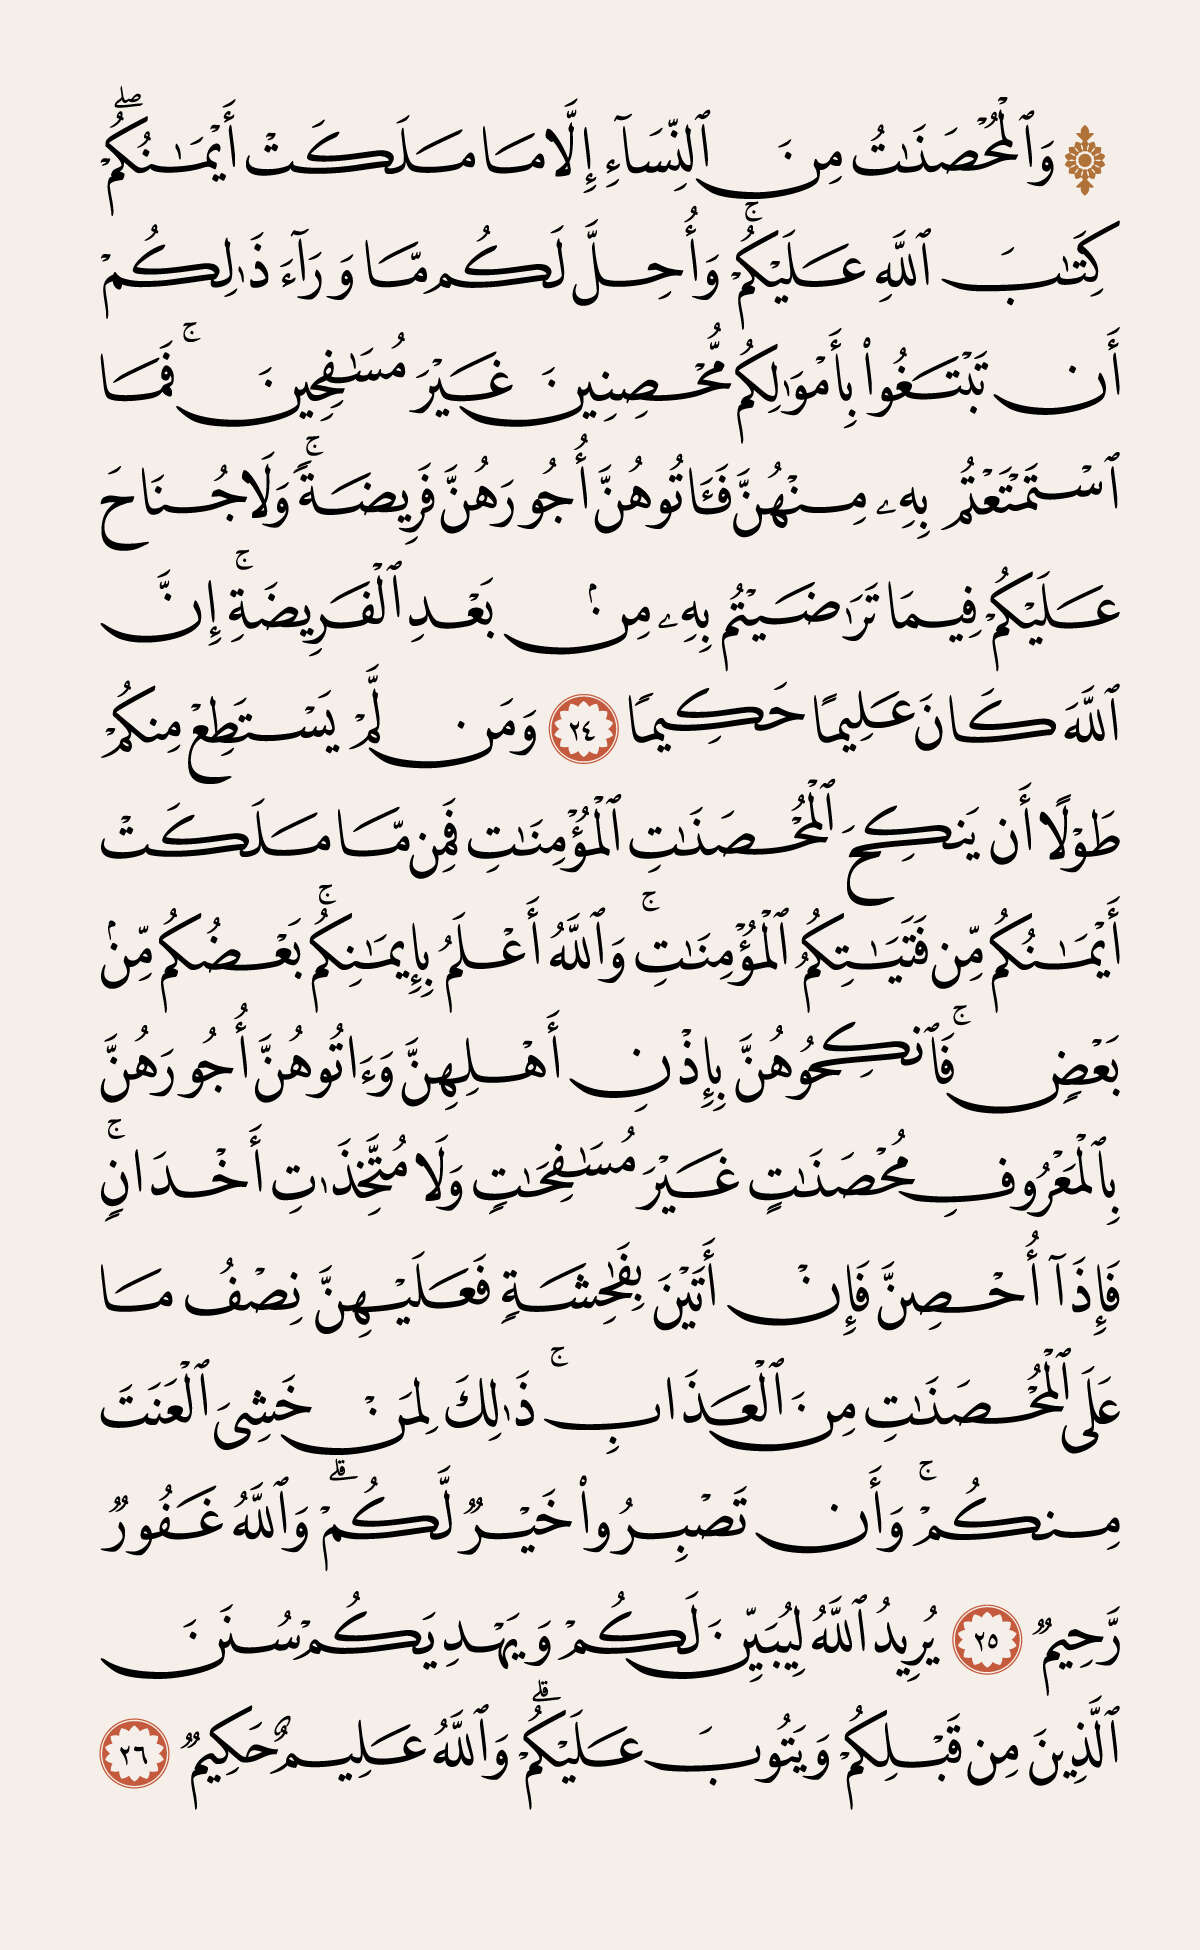 ۞ وَٱلْمُحْصَنَـٰتُ مِنَ ٱلنِّسَآءِ إِلَّا مَا مَلَكَتْ أَيْمَـٰنُكُمْ ۖ
كِتَـٰبَ ٱللَّهِ عَلَيْكُمْ ۚ وَأُحِلَّ لَكُم مَّا وَرَآءَ ذَٰلِكُمْ
أَن تَبْتَغُوا۟ بِأَمْوَٰلِكُم مُّحْصِنِينَ غَيْرَ مُسَـٰفِحِينَ ۚ فَمَا
ٱسْتَمْتَعْتُم بِهِۦ مِنْهُنَّ فَـَٔاتُوهُنَّ أُجُورَهُنَّ فَرِيضَةً ۚ وَلَا جُنَاحَ
عَلَيْكُمْ فِيمَا تَرَٰضَيْتُم بِهِۦ مِنۢ بَعْدِ ٱلْفَرِيضَةِ ۚ إِنَّ
ٱللَّهَ كَانَ عَلِيمًا حَكِيمًا ٢٤ وَمَن لَّمْ يَسْتَطِعْ مِنكُمْ
طَوْلًا أَن يَنكِحَ ٱلْمُحْصَنَـٰتِ ٱلْمُؤْمِنَـٰتِ فَمِن مَّا مَلَكَتْ
أَيْمَـٰنُكُم مِّن فَتَيَـٰتِكُمُ ٱلْمُؤْمِنَـٰتِ ۚ وَٱللَّهُ أَعْلَمُ بِإِيمَـٰنِكُم ۚ بَعْضُكُم مِّنۢ
بَعْضٍ ۚ فَٱنكِحُوهُنَّ بِإِذْنِ أَهْلِهِنَّ وَءَاتُوهُنَّ أُجُورَهُنَّ
بِٱلْمَعْرُوفِ مُحْصَنَـٰتٍ غَيْرَ مُسَـٰفِحَـٰتٍ وَلَا مُتَّخِذَٰتِ أَخْدَانٍ ۚ
فَإِذَآ أُحْصِنَّ فَإِنْ أَتَيْنَ بِفَـٰحِشَةٍ فَعَلَيْهِنَّ نِصْفُ مَا
عَلَى ٱلْمُحْصَنَـٰتِ مِنَ ٱلْعَذَابِ ۚ ذَٰلِكَ لِمَنْ خَشِىَ ٱلْعَنَتَ
مِنكُمْ ۚ وَأَن تَصْبِرُوا۟ خَيْرٌ لَّكُمْ ۗ وَٱللَّهُ غَفُورٌ
رَّحِيمٌ ٢٥ يُرِيدُ ٱللَّهُ لِيُبَيِّنَ لَكُمْ وَيَهْدِيَكُمْ سُنَنَ
ٱلَّذِينَ مِن قَبْلِكُمْ وَيَتُوبَ عَلَيْكُمْ ۗ وَٱللَّهُ عَلِيمٌ حَكِيمٌ ٢٦